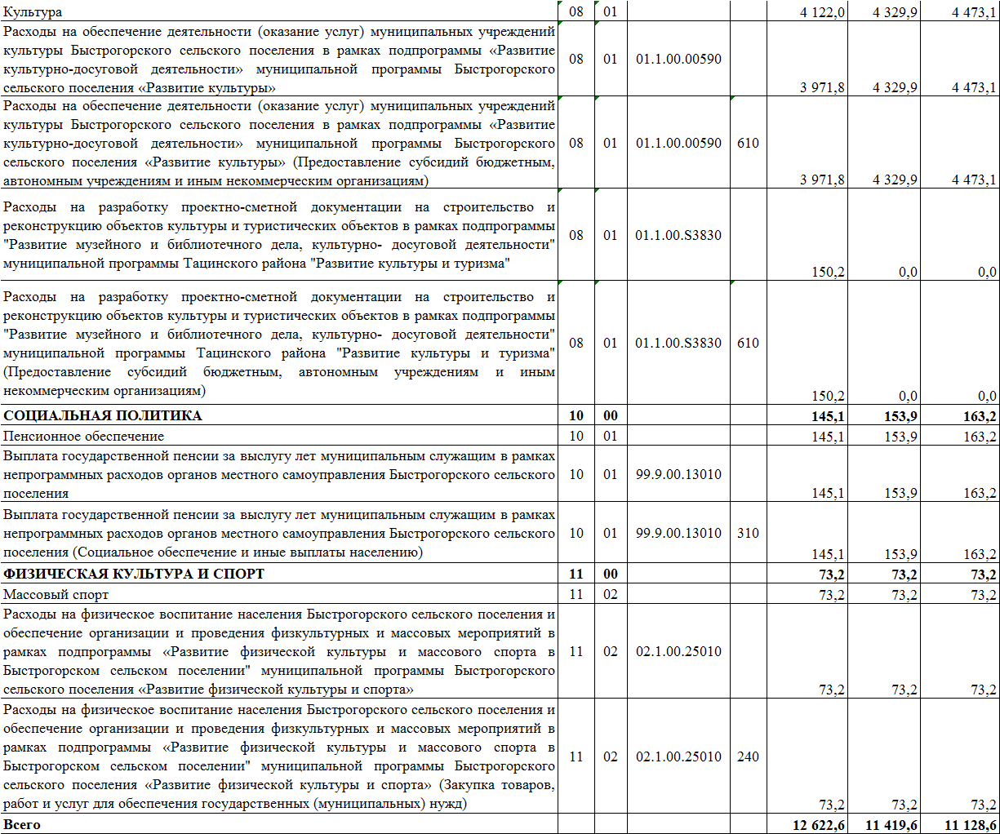 Культура 08 01 4 122,0 4 329,9 4 473,1
Расходы на обеспечение деятельности (оказание услуг) муниципальных учреждений
культуры Быстрогорского сельского поселения в рамках подпрограммы «Развитие
культурно-досуговой деятельности» муниципальной программы Быстрогорского
сельского поселения «Развитие культуры»
08 01 01.1.00.00590
3 971,8 4 329,9 4 473,1
Расходы на обеспечение деятельности (оказание услуг) муниципальных учреждений
культуры Быстрогорского сельского поселения в рамках подпрограммы «Развитие
культурно-досуговой деятельности» муниципальной программы Быстрогорского
сельского поселения «Развитие культуры» (Предоставление субсидий бюджетным,
автономным учреждениям и иным некоммерческим организациям)
08 01 01.1.00.00590 610
3 971,8 4 329,9 4 473,1
Расходы на разработку проектно-сметной документации на строительство и
реконструкцию объектов культуры и туристических объектов в рамках подпрограммы
"Развитие музейного и библиотечного дела, культурно- досуговой деятельности"
муниципальной программы Тацинского района "Развитие культуры и туризма"
08 01 01.1.00.S3830
150,2 0,0 0,0
Расходы на разработку проектно-сметной документации на строительство и
реконструкцию объектов культуры и туристических объектов в рамках подпрограммы
"Развитие музейного и библиотечного дела, культурно- досуговой деятельности"
муниципальной программы Тацинского района "Развитие культуры и туризма"
(Предоставление субсидий бюджетным, автономным учреждениям и иным
некоммерческим организациям)
08 01 01.1.00.S3830 610
150,2 0,0 0,0
СОЦИАЛЬНАЯ ПОЛИТИКА 10 00 145,1 153,9 163,2
Пенсионное обеспечение 10 01 145,1 153,9 163,2
Выплата государственной пенсии за выслугу лет муниципальным служащим в рамках
непрограммных расходов органов местного самоуправления Быстрогорского сельского
поселения
10 01 99.9.00.13010
145,1 153,9 163,2
Выплата государственной пенсии за выслугу лет муниципальным служащим в рамках
непрограммных расходов органов местного самоуправления Быстрогорского сельского
поселения (Социальное обеспечение и иные выплаты населению)
10 01 99.9.00.13010 310
145,1 153,9 163,2
ФИЗИЧЕСКАЯ КУЛЬТУРА И СПОРТ 11 00 73,2 73,2 73,2
Массовый спорт 11 02 73,2 73,2 73,2
Расходы на физическое воспитание населения Быстрогорского сельского поселения и
обеспечение организации и проведения физкультурных и массовых мероприятий в
рамках подпрограммы «Развитие физической культуры и массового спорта в
Быстрогорском сельском поселении" муниципальной программы Быстрогорского
сельского поселения «Развитие физической культуры и спорта»
11 02 02.1.00.25010
73,2 73,2 73,2
Расходы на физическое воспитание населения Быстрогорского сельского поселения и
обеспечение организации и проведения физкультурных и массовых мероприятий в
рамках подпрограммы «Развитие физической культуры и массового спорта в
Быстрогорском сельском поселении" муниципальной программы Быстрогорского
сельского поселения «Развитие физической культуры и спорта» (Закупка товаров,
работ и услуг для обеспечения государственных (муниципальных) нужд)
11 02 02.1.00.25010 240
73,2 73,2 73,2
Всего 12 622,6 11 419,6 11 128,6